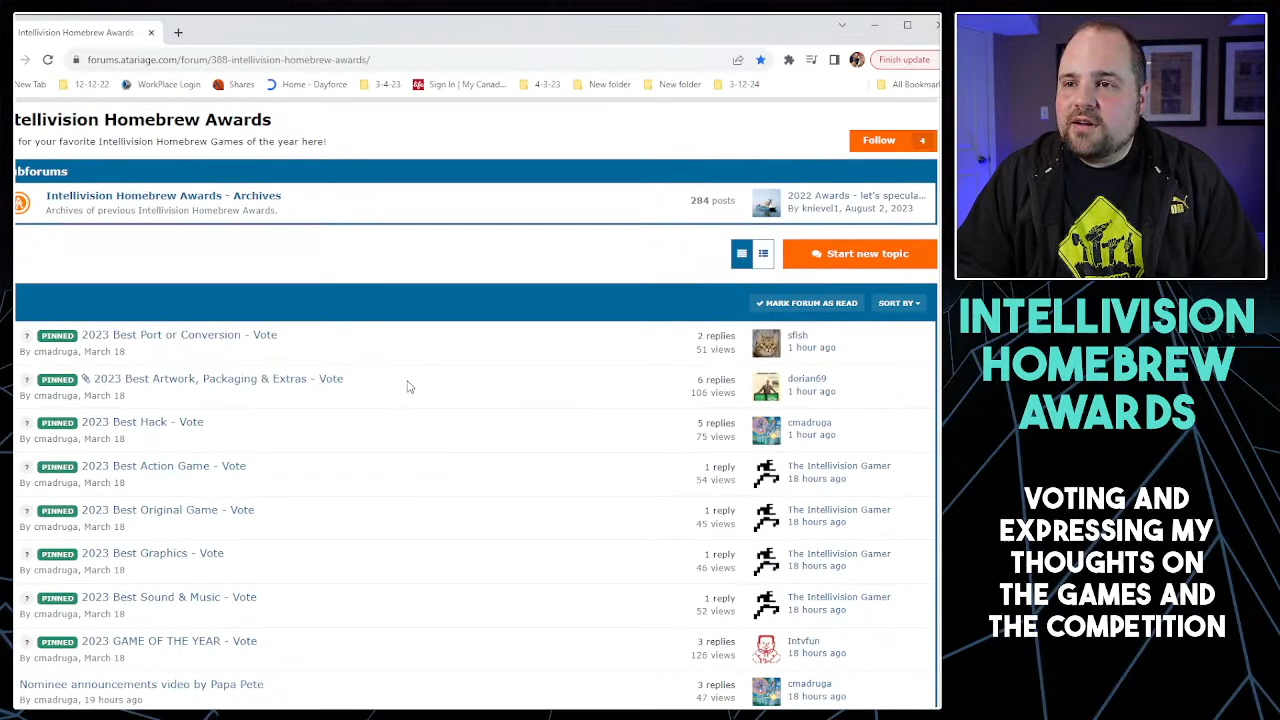 Intellivision Homebrew Awards
forums.atariage.com/forum/388-intellivision-homebrew-awards/
Finish update
New Tab
12-12-22
WorkPlace Login
Shares
Home - Dayforce
3-4-23
Sign In | My Canad...
4-3-23
New folder
New folder
3-12-24
All Bookmar
tellivision Homebrew Awards
for your favorite Intellivision Homebrew Games of the year here!
Follow 4
ubforums
Intellivision Homebrew Awards - Archives
Archives of previous Intellivision Homebrew Awards.
284 posts
2022 Awards - let's specula...
By knievel1, August 2, 2023
Start new topic
MARK FORUM AS READ
SORT BY
PINNED 2023 Best Port or Conversion - Vote
By cmadruga, March 18
2 replies
51 views
sfish
1 hour ago
PINNED 2023 Best Artwork, Packaging & Extras - Vote
By cmadruga, March 18
6 replies
106 views
dorian69
1 hour ago
PINNED 2023 Best Hack - Vote
By cmadruga, March 18
5 replies
75 views
cmadruga
1 hour ago
PINNED 2023 Best Action Game - Vote
By cmadruga, March 18
1 reply
54 views
The Intellivision Gamer
18 hours ago
PINNED 2023 Best Original Game - Vote
By cmadruga, March 18
1 reply
45 views
The Intellivision Gamer
18 hours ago
PINNED 2023 Best Graphics - Vote
By cmadruga, March 18
1 reply
46 views
The Intellivision Gamer
18 hours ago
PINNED 2023 Best Sound & Music - Vote
By cmadruga, March 18
1 reply
52 views
The Intellivision Gamer
18 hours ago
PINNED 2023 GAME OF THE YEAR - Vote
By cmadruga, March 18
3 replies
126 views
Intvfun
18 hours ago
Nominee announcements video by Papa Pete
By cmadruga, 19 hours ago
3 replies
47 views
cmadruga
18 hours ago
INTELLIVISION
HOMEBREW
AWARDS
VOTING AND
EXPRESSING MY
THOUGHTS ON
THE GAMES AND
THE COMPETITION